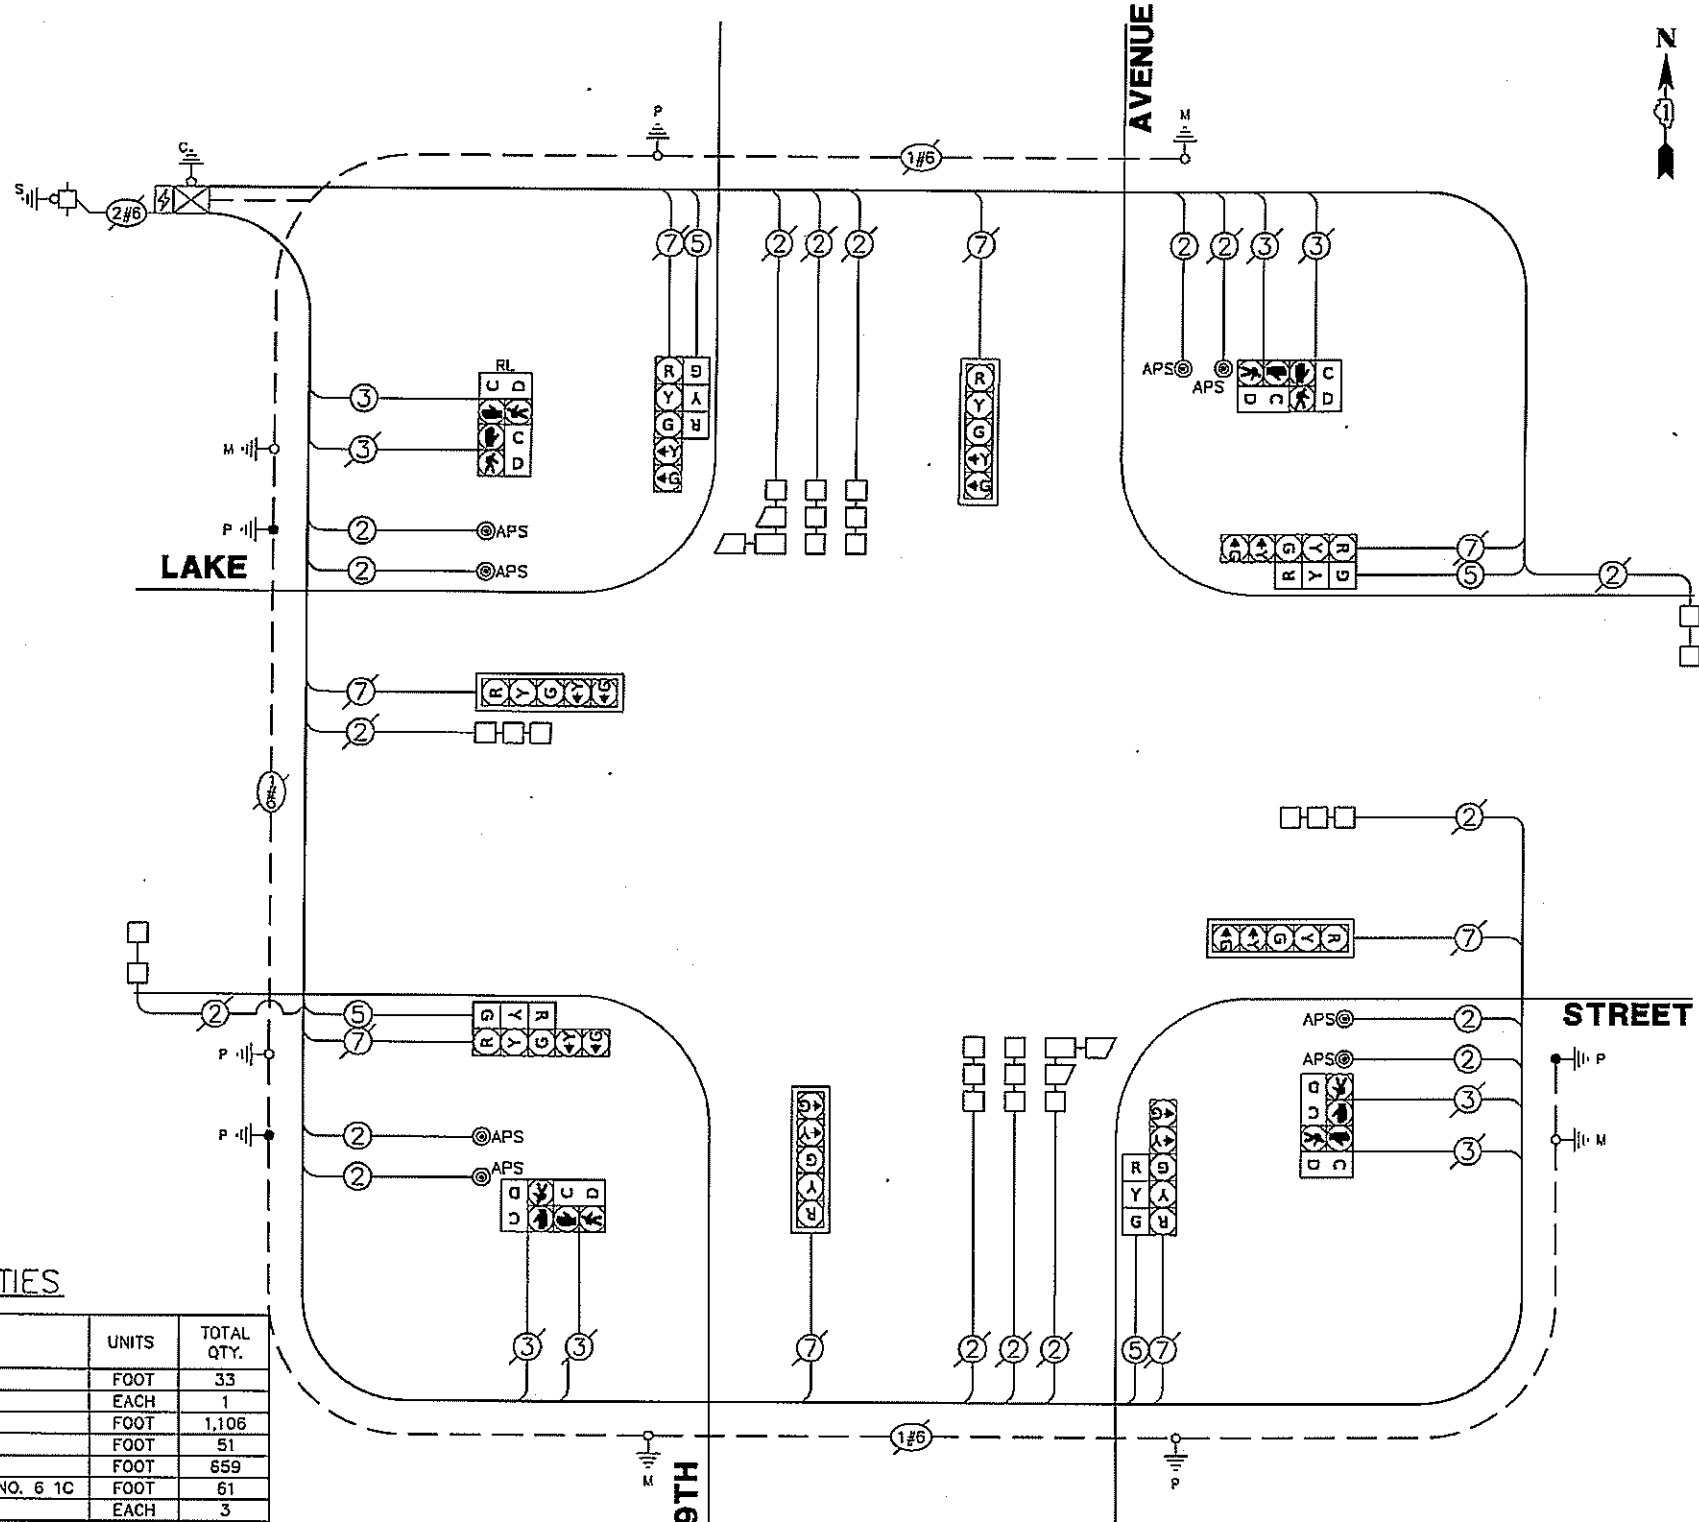 AVENUE
N
1
P
M
1#6
C.
S
2#6
7
5
2
2
2
7
2
2
3
3
RL
C D
C
D
3
3
R
Y
G
Y
G
G
Y
R
R
Y
G
Y
G
APS
APS
C
D C D
M
P
2
APS
2
APS
LAKE
G Y G Y R
R Y G
7
5
2
7
R Y G Y G
2
1#6
2
G Y G Y R
7
STREET
2
5
G Y R
7
R Y G Y G
P
P
APS
2
APS
2
P
M
D
C
D C
3
3
2
APS
2
APS
D C D
C
G
Y
G
Y
R
R
Y
G
G
Y
G
Y
R
3
3
7
2
2
2
5
7
TIES
UNITS TOTAL QTY.
FOOT 33
EACH 1
FOOT 1,106
FOOT 51
FOOT 659
NO. 6 1C FOOT 61
EACH 3
1#6
M
P
9TH